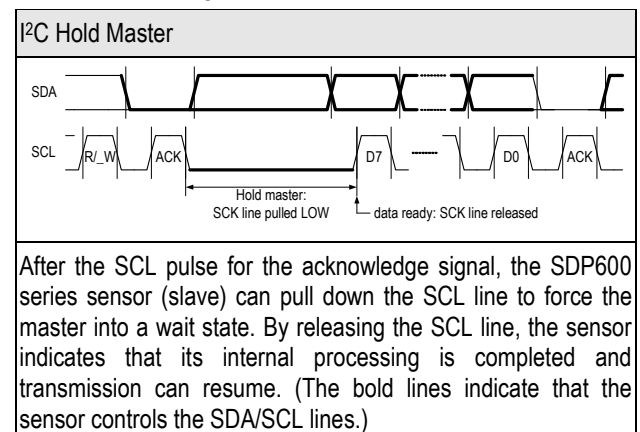 I²C Hold Master
SDA
SCL R/_W ACK D7 D0 ACK
Hold master:
SCK line pulled LOW
data ready: SCK line released
After the SCL pulse for the acknowledge signal, the SDP600
series sensor (slave) can pull down the SCL line to force the
master into a wait state. By releasing the SCL line, the sensor
indicates that its internal processing is completed and
transmission can resume. (The bold lines indicate that the
sensor controls the SDA/SCL lines.)